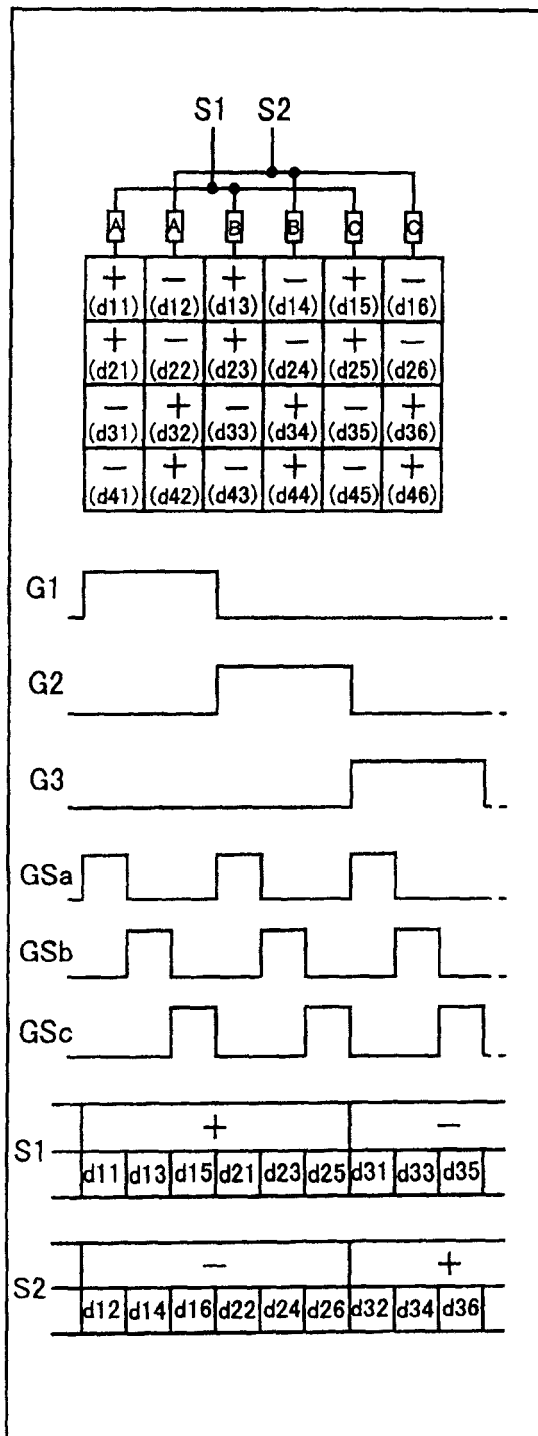 S1 S2
A A B B C C
+ − + − + −
(d11) (d12) (d13) (d14) (d15) (d16)
+ − + − + −
(d21) (d22) (d23) (d24) (d25) (d26)
− + − + − +
(d31) (d32) (d33) (d34) (d35) (d36)
− + − + − +
(d41) (d42) (d43) (d44) (d45) (d46)
G1
G2
G3
GSa
GSb
GSc
S1 + −
d11 d13 d15 d21 d23 d25 d31 d33 d35
S2 − +
d12 d14 d16 d22 d24 d26 d32 d34 d36